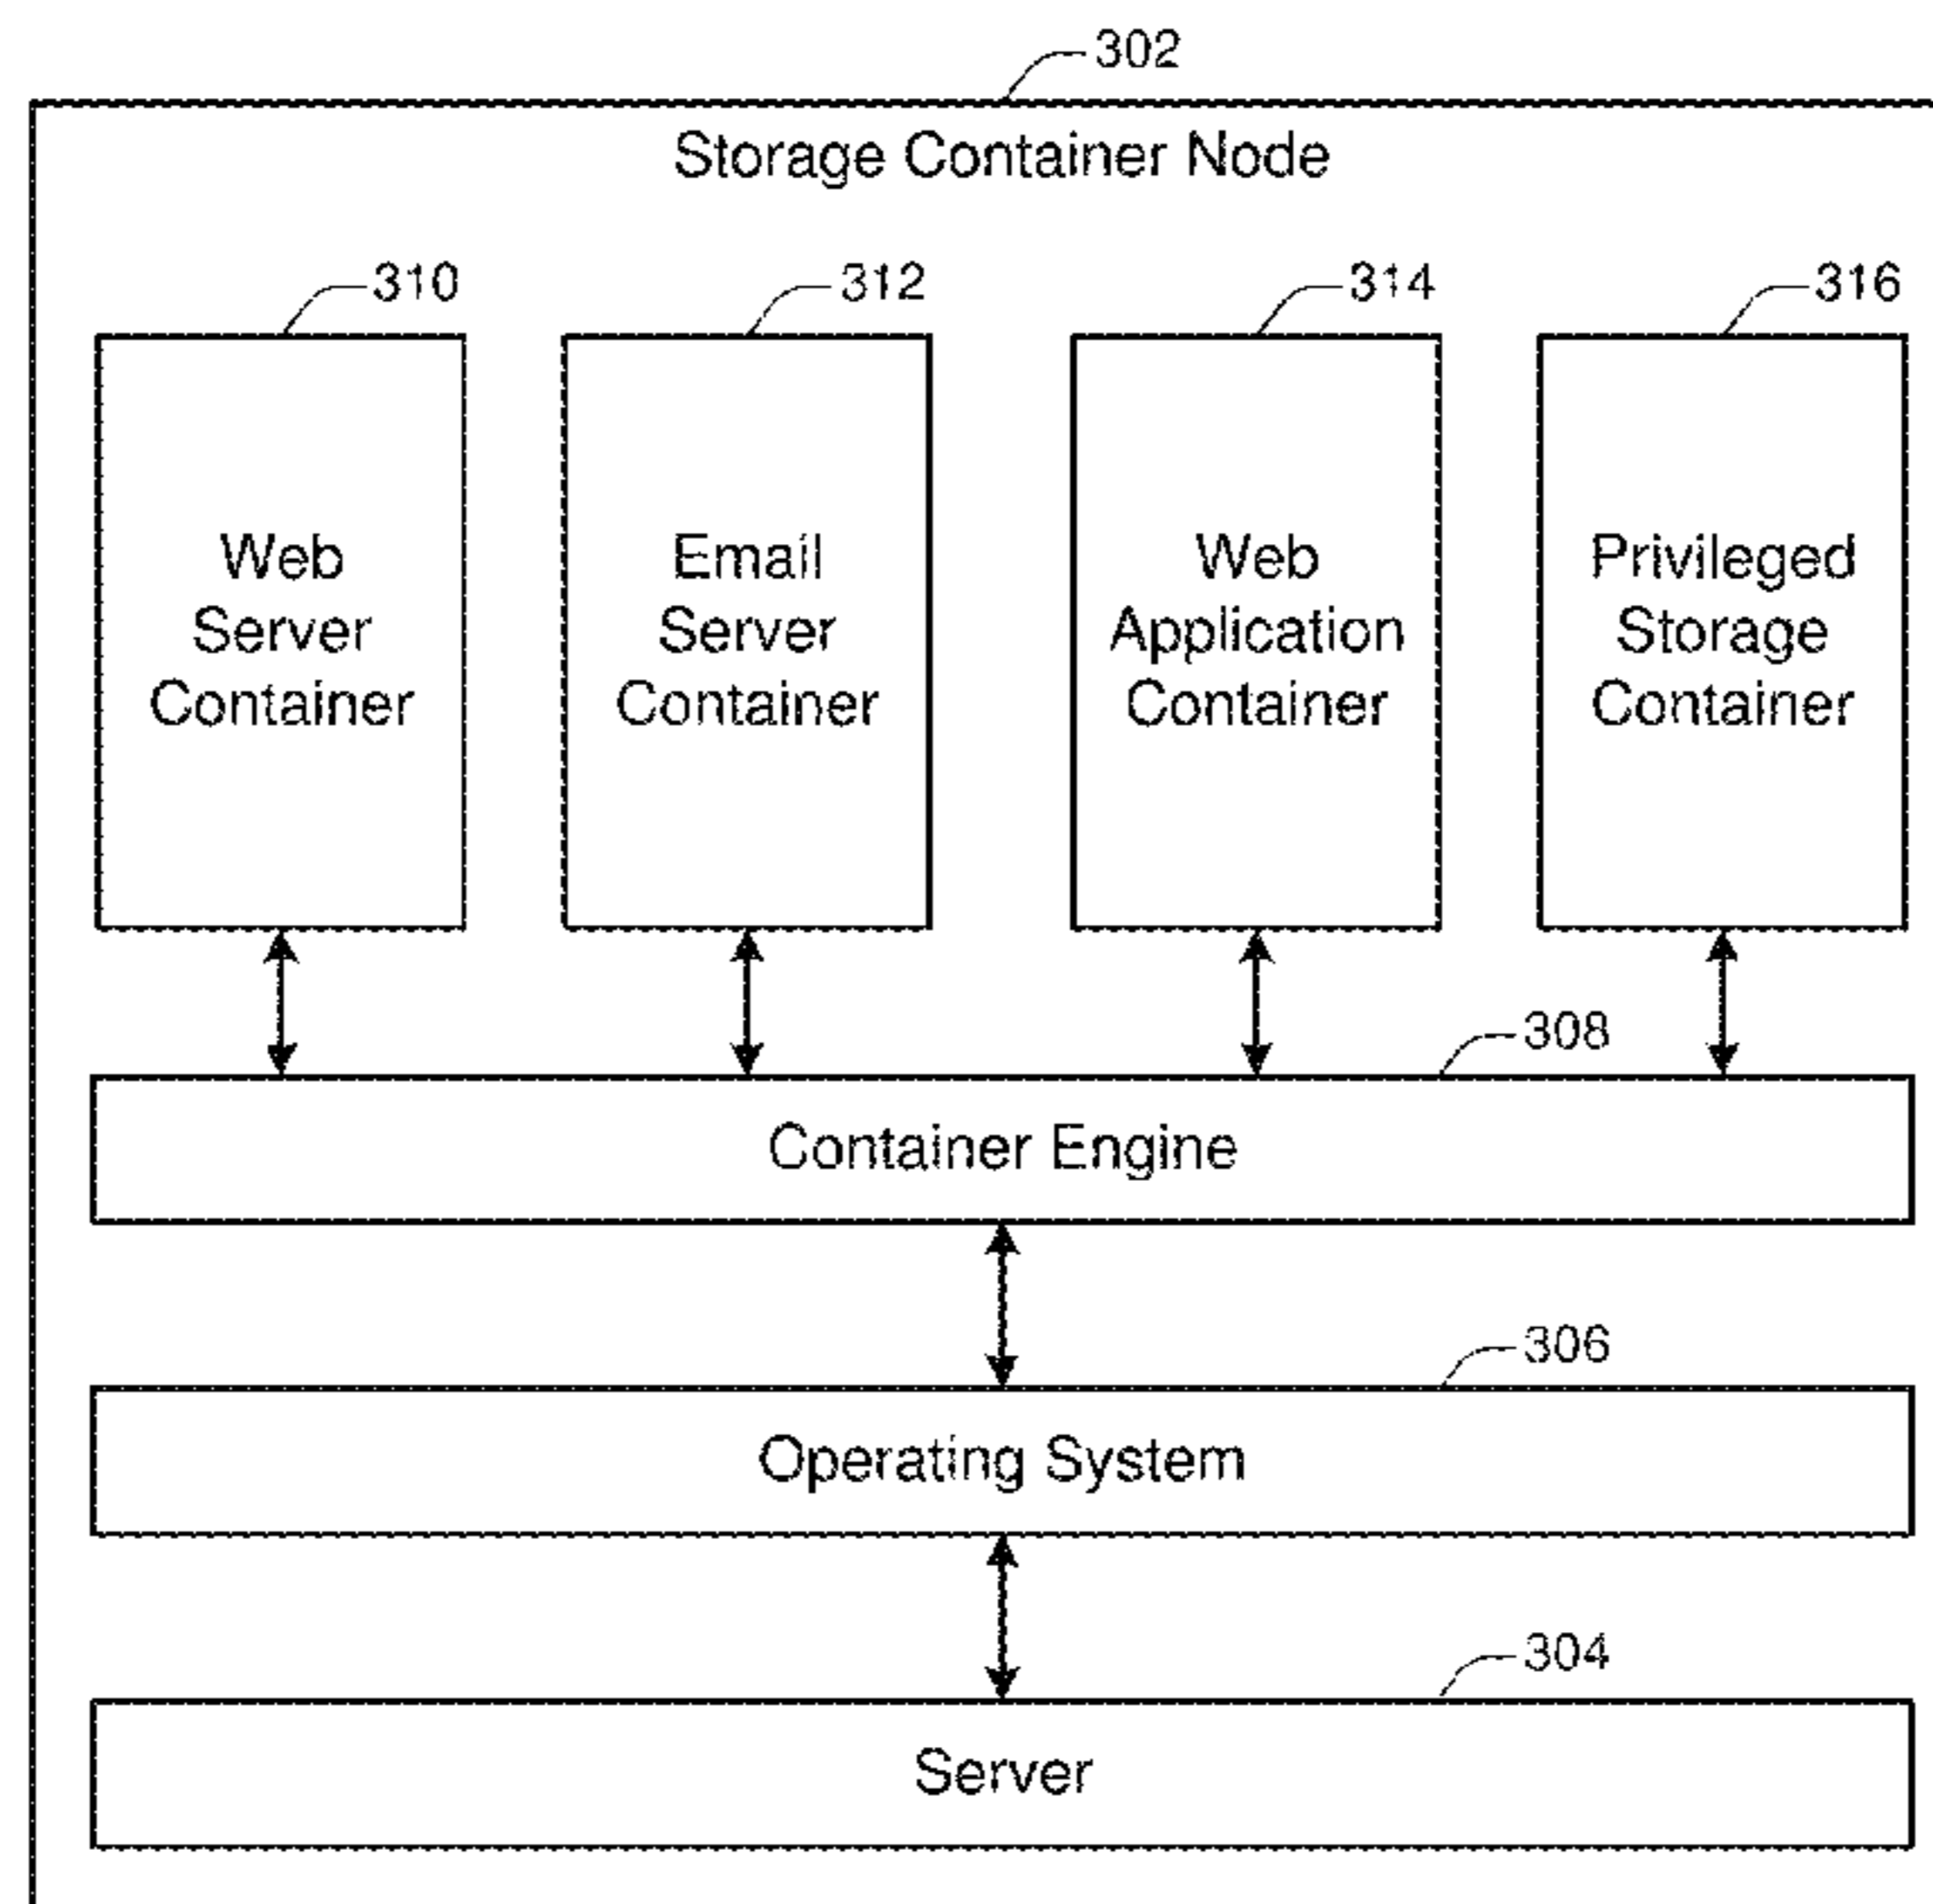 302
Storage Container Node
310
312
314
316
Web
Server
Container
Email
Server
Container
Web
Application
Container
Privileged
Storage
Container
308
Container Engine
306
Operating System
304
Server